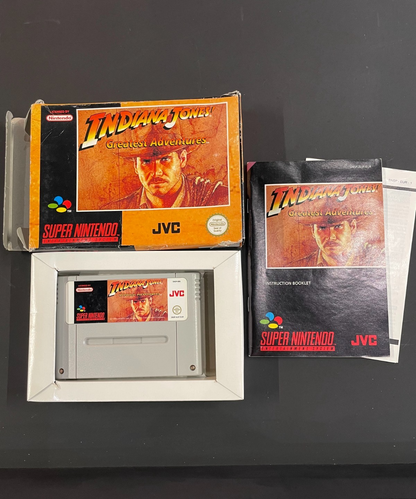 LICENSED BY
Nintendo
INDIANA JONES'
Greatest Adventures
SUPER NINTENDO
JVC
INDIANA JONES'
Greatest Adventures
INSTRUCTION BOOKLET
SUPER NINTENDO
ENTERTAINMENT SYSTEM
JVC
INDIANA JONES'
Greatest Adventures
JVC
SUPER NINTENDO